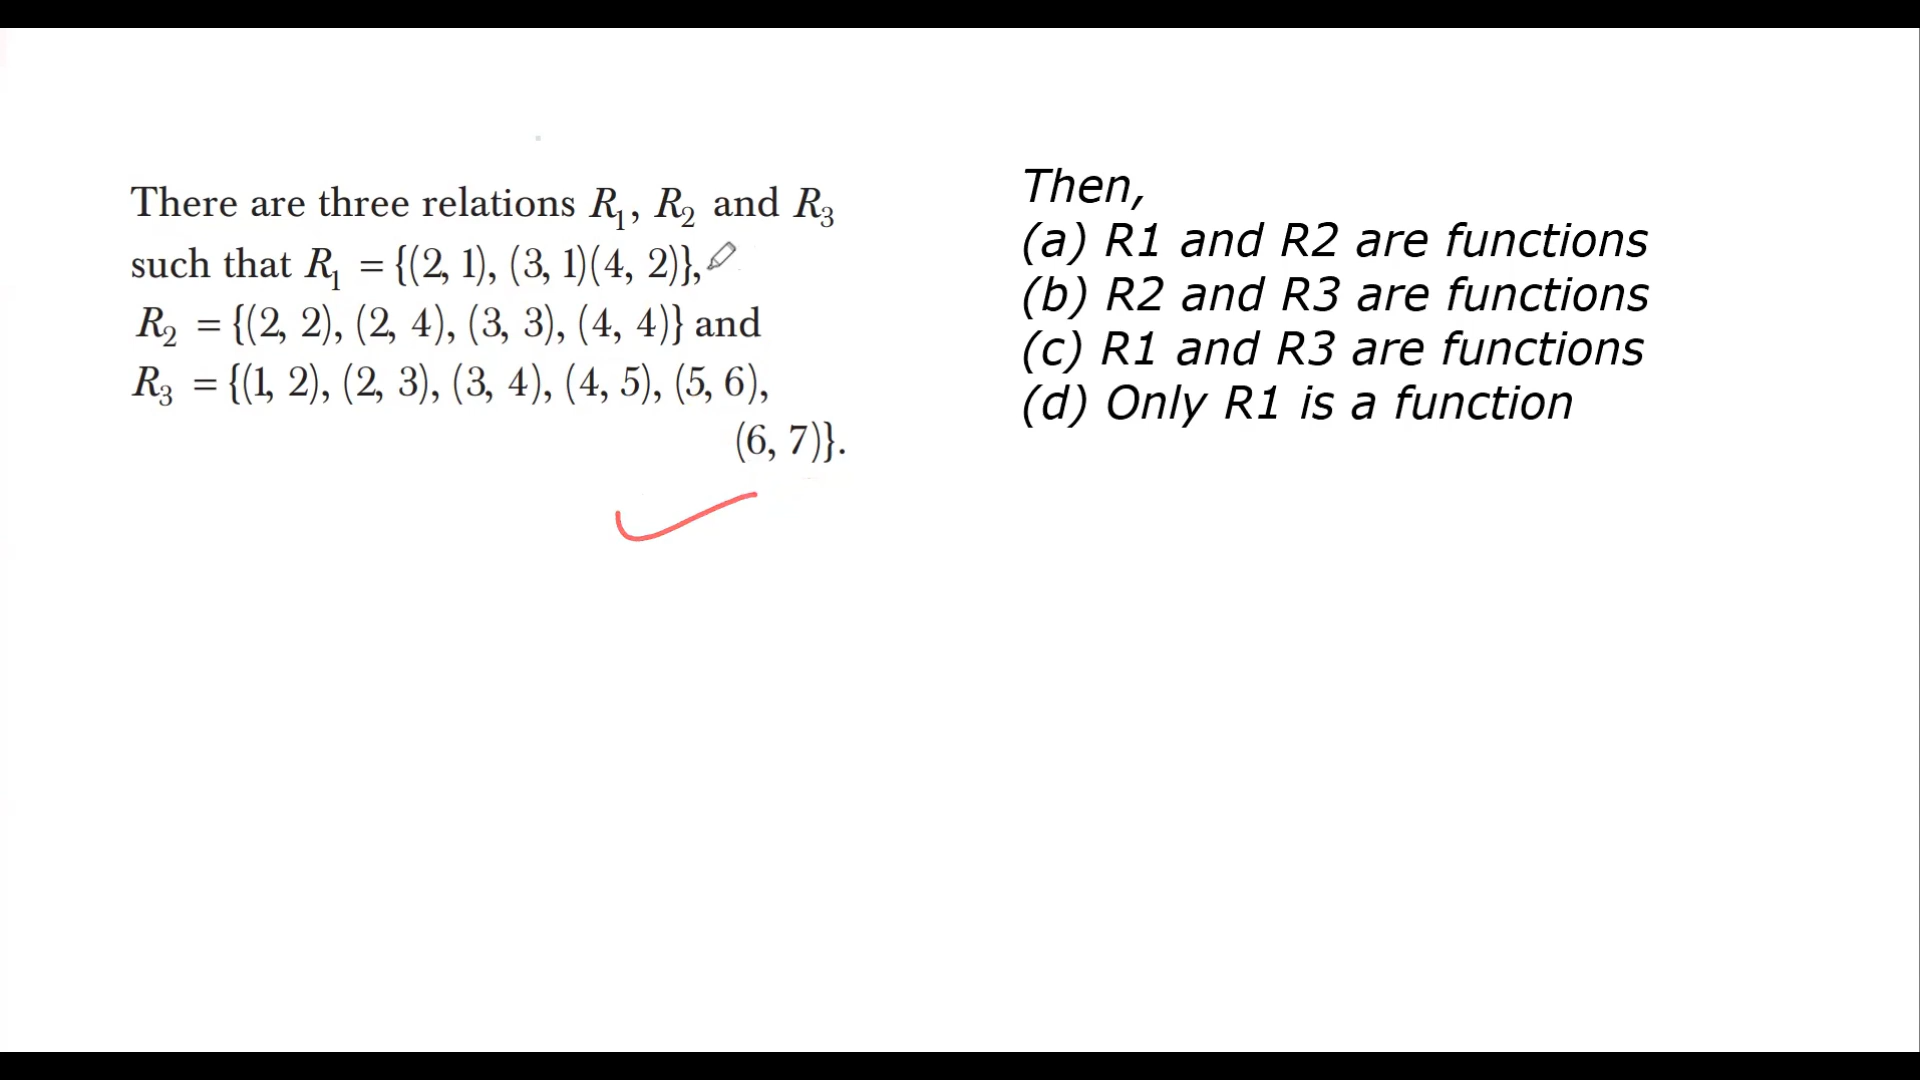 There are three relations R₁, R₂ and R₃
such that R₁ = {(2, 1), (3, 1)(4, 2)},
R₂ = {(2, 2), (2, 4), (3, 3), (4, 4)} and
R₃ = {(1, 2), (2, 3), (3, 4), (4, 5), (5, 6),
(6, 7)}.
Then,
(a) R1 and R2 are functions
(b) R2 and R3 are functions
(c) R1 and R3 are functions
(d) Only R1 is a function